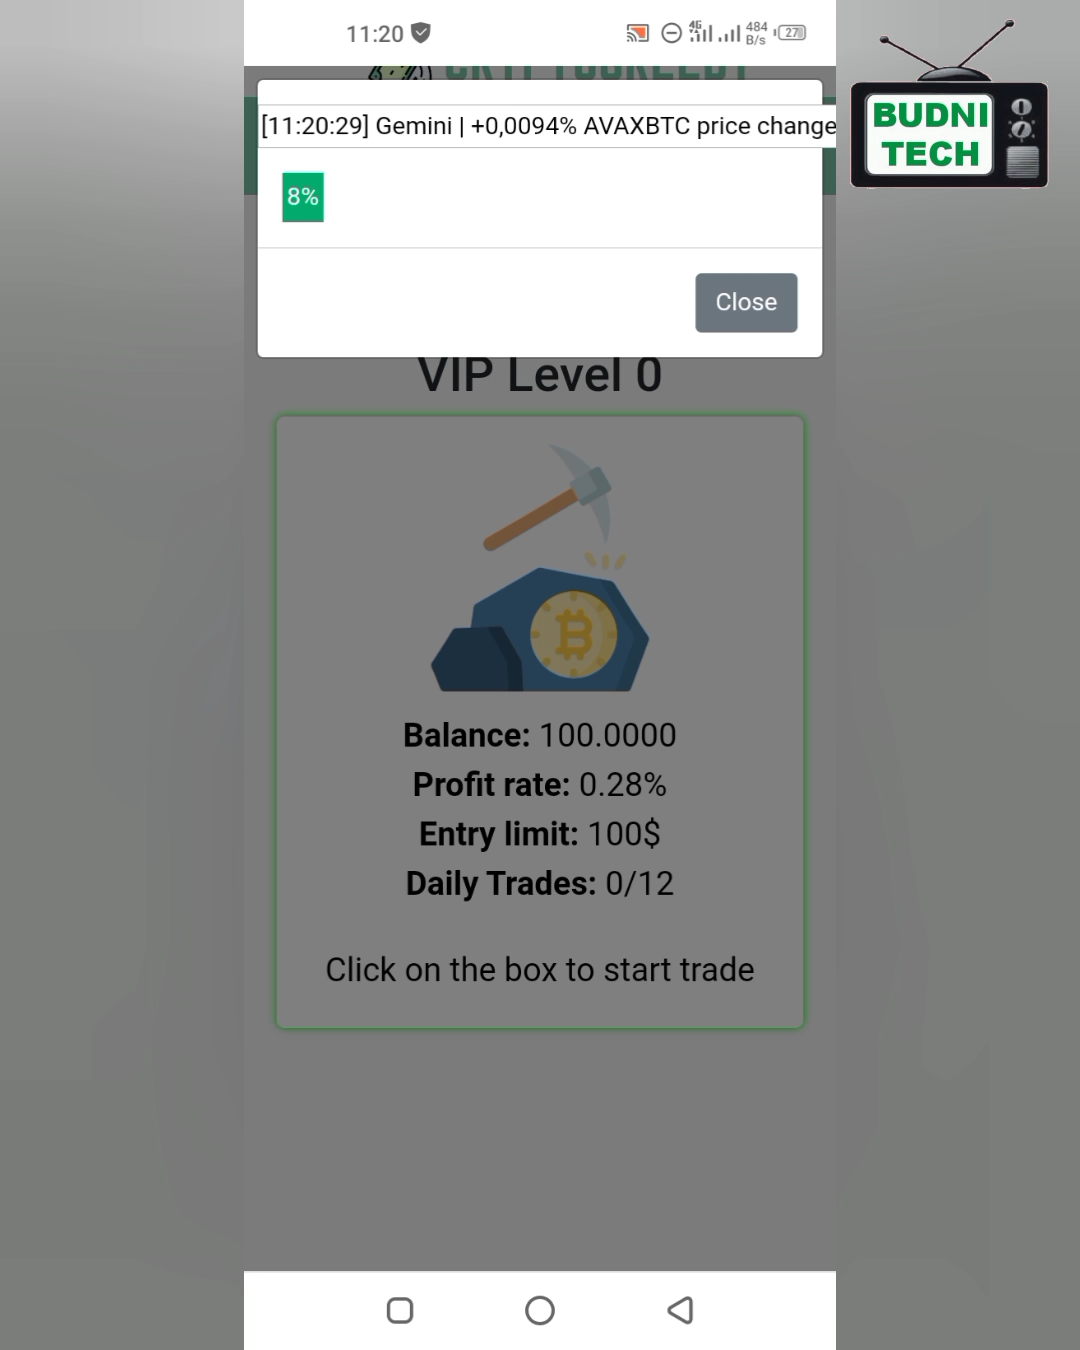 11:20
4G
484
B/s
27
BUDNI
TECH
[11:20:29] Gemini | +0,0094% AVAXBTC price change
8%
Close
VIP Level 0
Balance: 100.0000
Profit rate: 0.28%
Entry limit: 100$
Daily Trades: 0/12
Click on the box to start trade